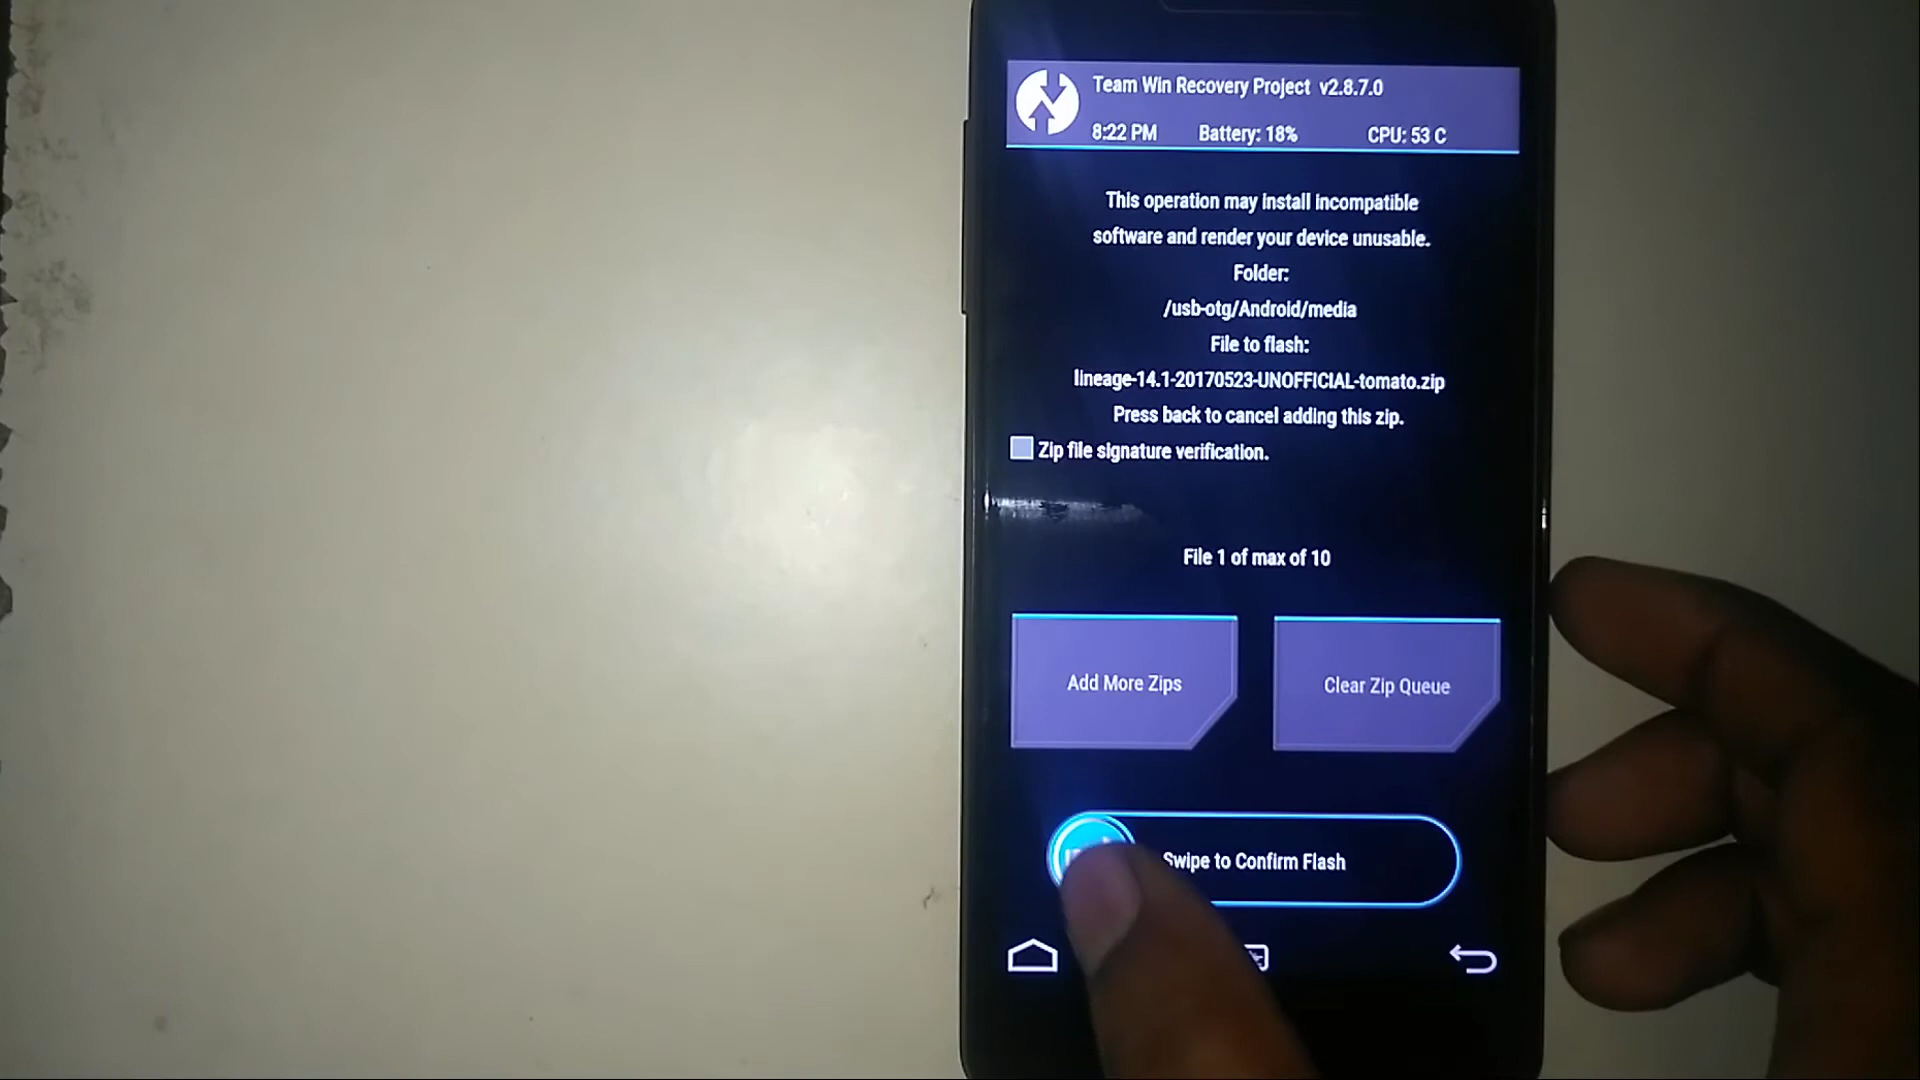 Team Win Recovery Project v2.8.7.0
8:22 PM Battery: 18% CPU: 53 C
This operation may install incompatible
software and render your device unusable.
Folder:
/usb-otg/Android/media
File to flash:
lineage-14.1-20170523-UNOFFICIAL-tomato.zip
Press back to cancel adding this zip.
Zip file signature verification.
File 1 of max of 10
Add More Zips
Clear Zip Queue
Swipe to Confirm Flash